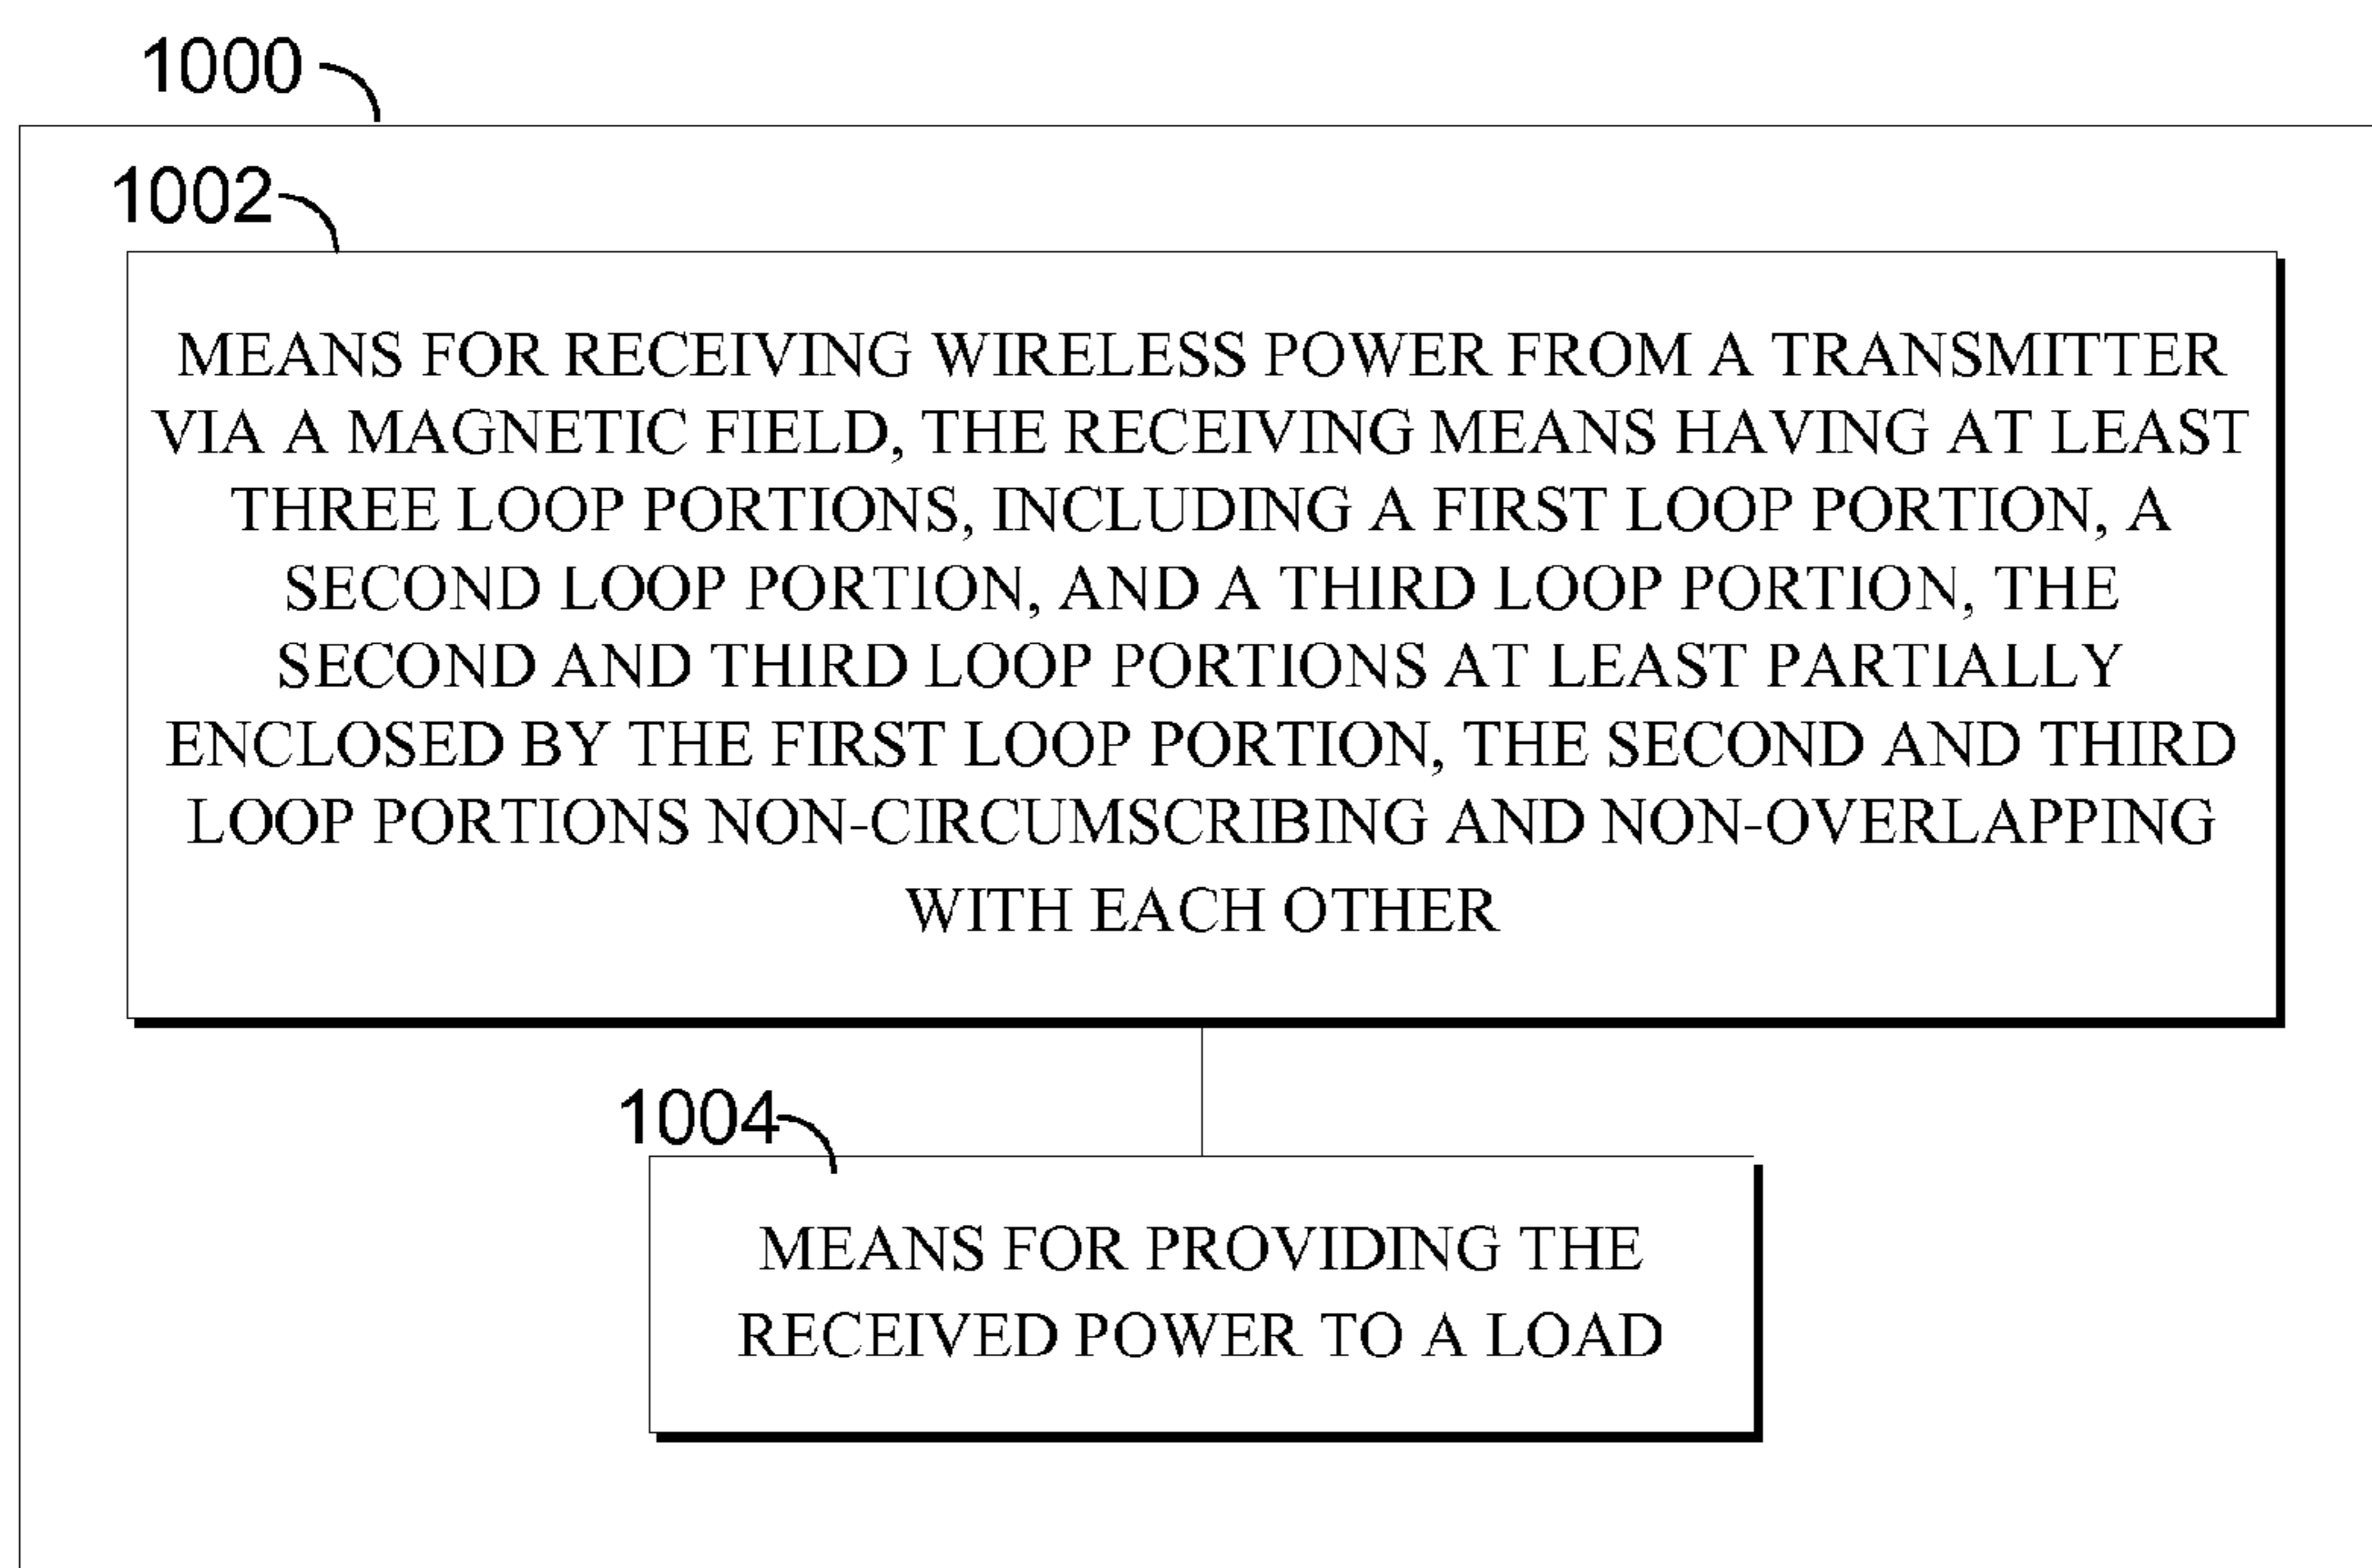 1000
1002
MEANS FOR RECEIVING WIRELESS POWER FROM A TRANSMITTER
VIA A MAGNETIC FIELD, THE RECEIVING MEANS HAVING AT LEAST
THREE LOOP PORTIONS, INCLUDING A FIRST LOOP PORTION, A
SECOND LOOP PORTION, AND A THIRD LOOP PORTION, THE
SECOND AND THIRD LOOP PORTIONS AT LEAST PARTIALLY
ENCLOSED BY THE FIRST LOOP PORTION, THE SECOND AND THIRD
LOOP PORTIONS NON-CIRCUMSCRIBING AND NON-OVERLAPPING
WITH EACH OTHER
1004
MEANS FOR PROVIDING THE
RECEIVED POWER TO A LOAD